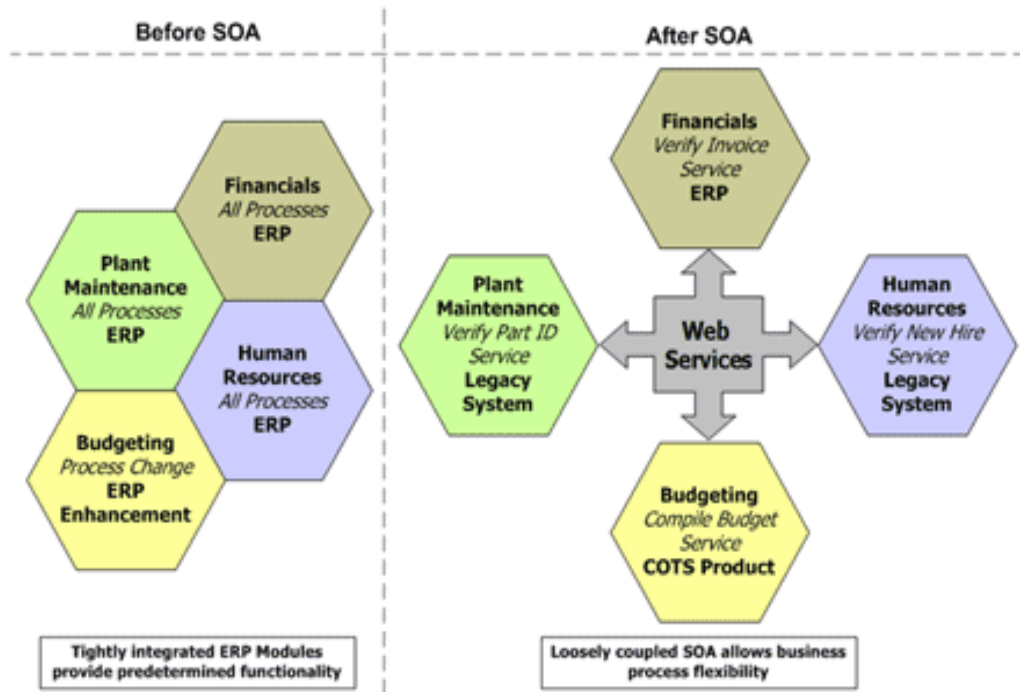 Before SOA
After SOA
Financials
All Processes
ERP
Plant
Maintenance
All Processes
ERP
Human
Resources
All Processes
ERP
Budgeting
Process Change
ERP
Enhancement
Tightly integrated ERP Modules
provide predetermined functionality
Financials
Verify Invoice
Service
ERP
Plant
Maintenance
Verify Part ID
Service
Legacy
System
Web
Services
Human
Resources
Verify New Hire
Service
Legacy
System
Budgeting
Compile Budget
Service
COTS Product
Loosely coupled SOA allows business
process flexibility